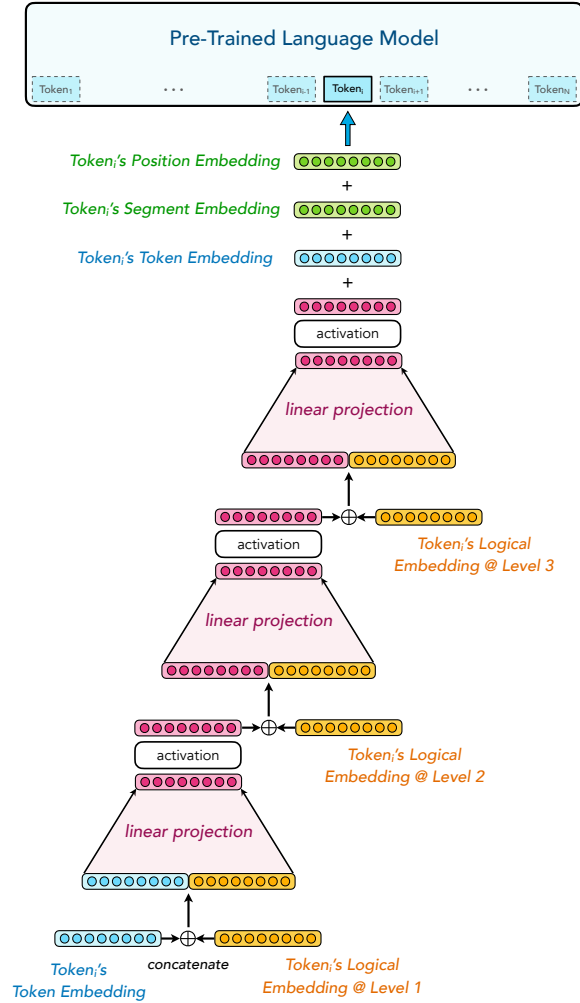 Pre-Trained Language Model
Token₁ ... Tokenᵢ₋₁ Tokenᵢ Tokenᵢ₊₁ ... Token_N
Tokenᵢ's Position Embedding
+
Tokenᵢ's Segment Embedding
+
Tokenᵢ's Token Embedding
+
activation
linear projection
activation
Tokenᵢ's Logical
Embedding @ Level 3
linear projection
activation
Tokenᵢ's Logical
Embedding @ Level 2
linear projection
concatenate
Tokenᵢ's
Token Embedding
Tokenᵢ's Logical
Embedding @ Level 1